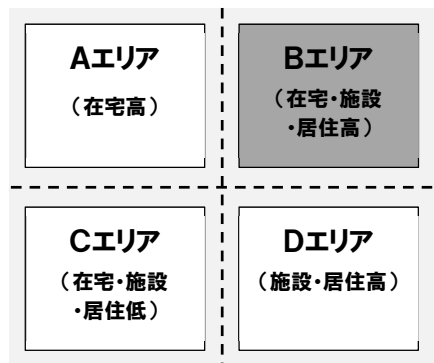 Aエリア
（在宅高）
Bエリア
（在宅・施設
・居住高）
Cエリア
（在宅・施設
・居住低）
Dエリア
（施設・居住高）